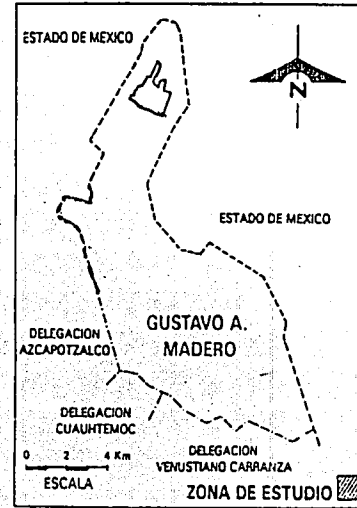 ESTADO DE MEXICO
N
ESTADO DE MEXICO
GUSTAVO A.
MADERO
DELEGACION
AZCAPOTZALCO
DELEGACION
CUAUHTEMOC
DELEGACION
VENUSTIANO CARRANZA
0 2 4 Km
ESCALA
ZONA DE ESTUDIO